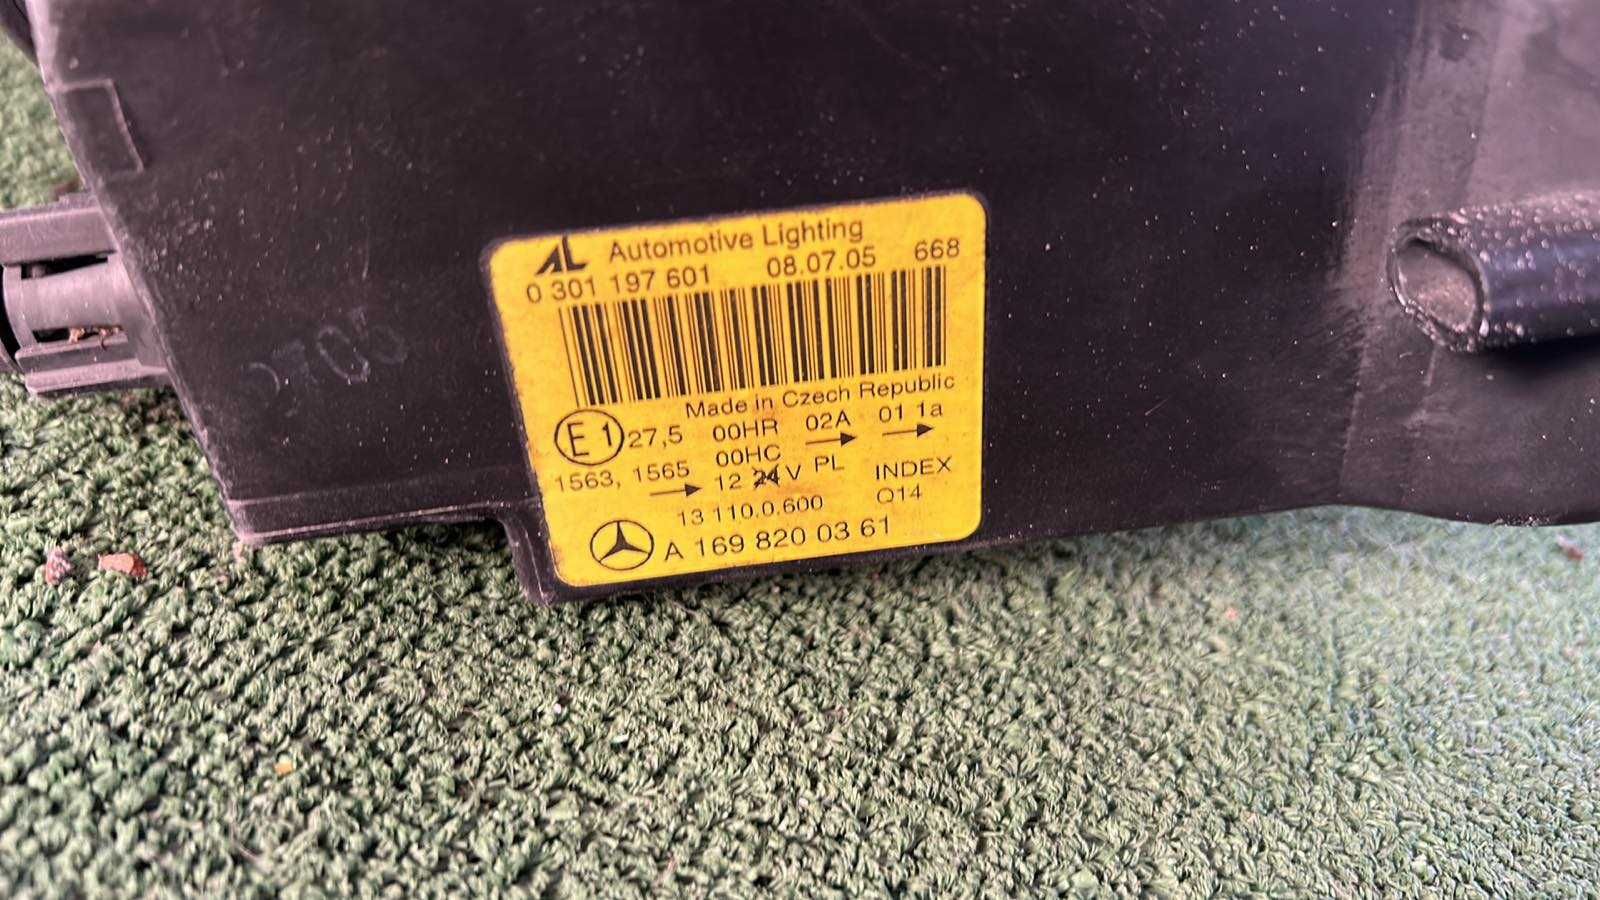 AL Automotive Lighting
0 301 197 601 08.07.05 668
Made in Czech Republic
E1 27,5 00HR 02A → 01 1a →
00HC
1563, 1565 → 12 24 V PL INDEX
13 110.0.600 Q14
A 169 820 03 61